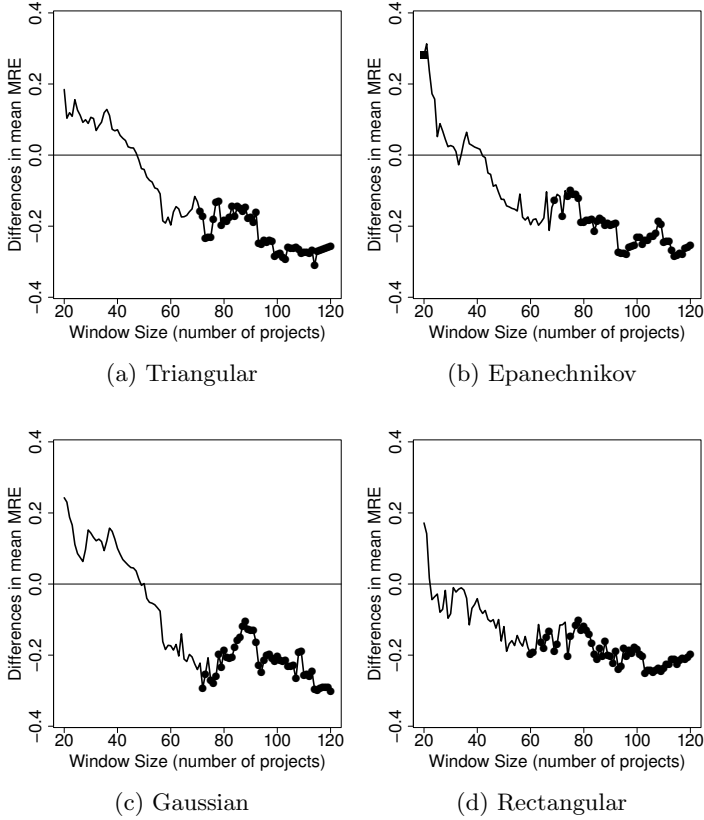 0.4
0.2
0.0
−0.2
−0.4
Differences in mean MRE
20 40 60 80 100 120
Window Size (number of projects)
(a) Triangular
0.4
0.2
0.0
−0.2
−0.4
Differences in mean MRE
20 40 60 80 100 120
Window Size (number of projects)
(b) Epanechnikov
0.4
0.2
0.0
−0.2
−0.4
Differences in mean MRE
20 40 60 80 100 120
Window Size (number of projects)
(c) Gaussian
0.4
0.2
0.0
−0.2
−0.4
Differences in mean MRE
20 40 60 80 100 120
Window Size (number of projects)
(d) Rectangular